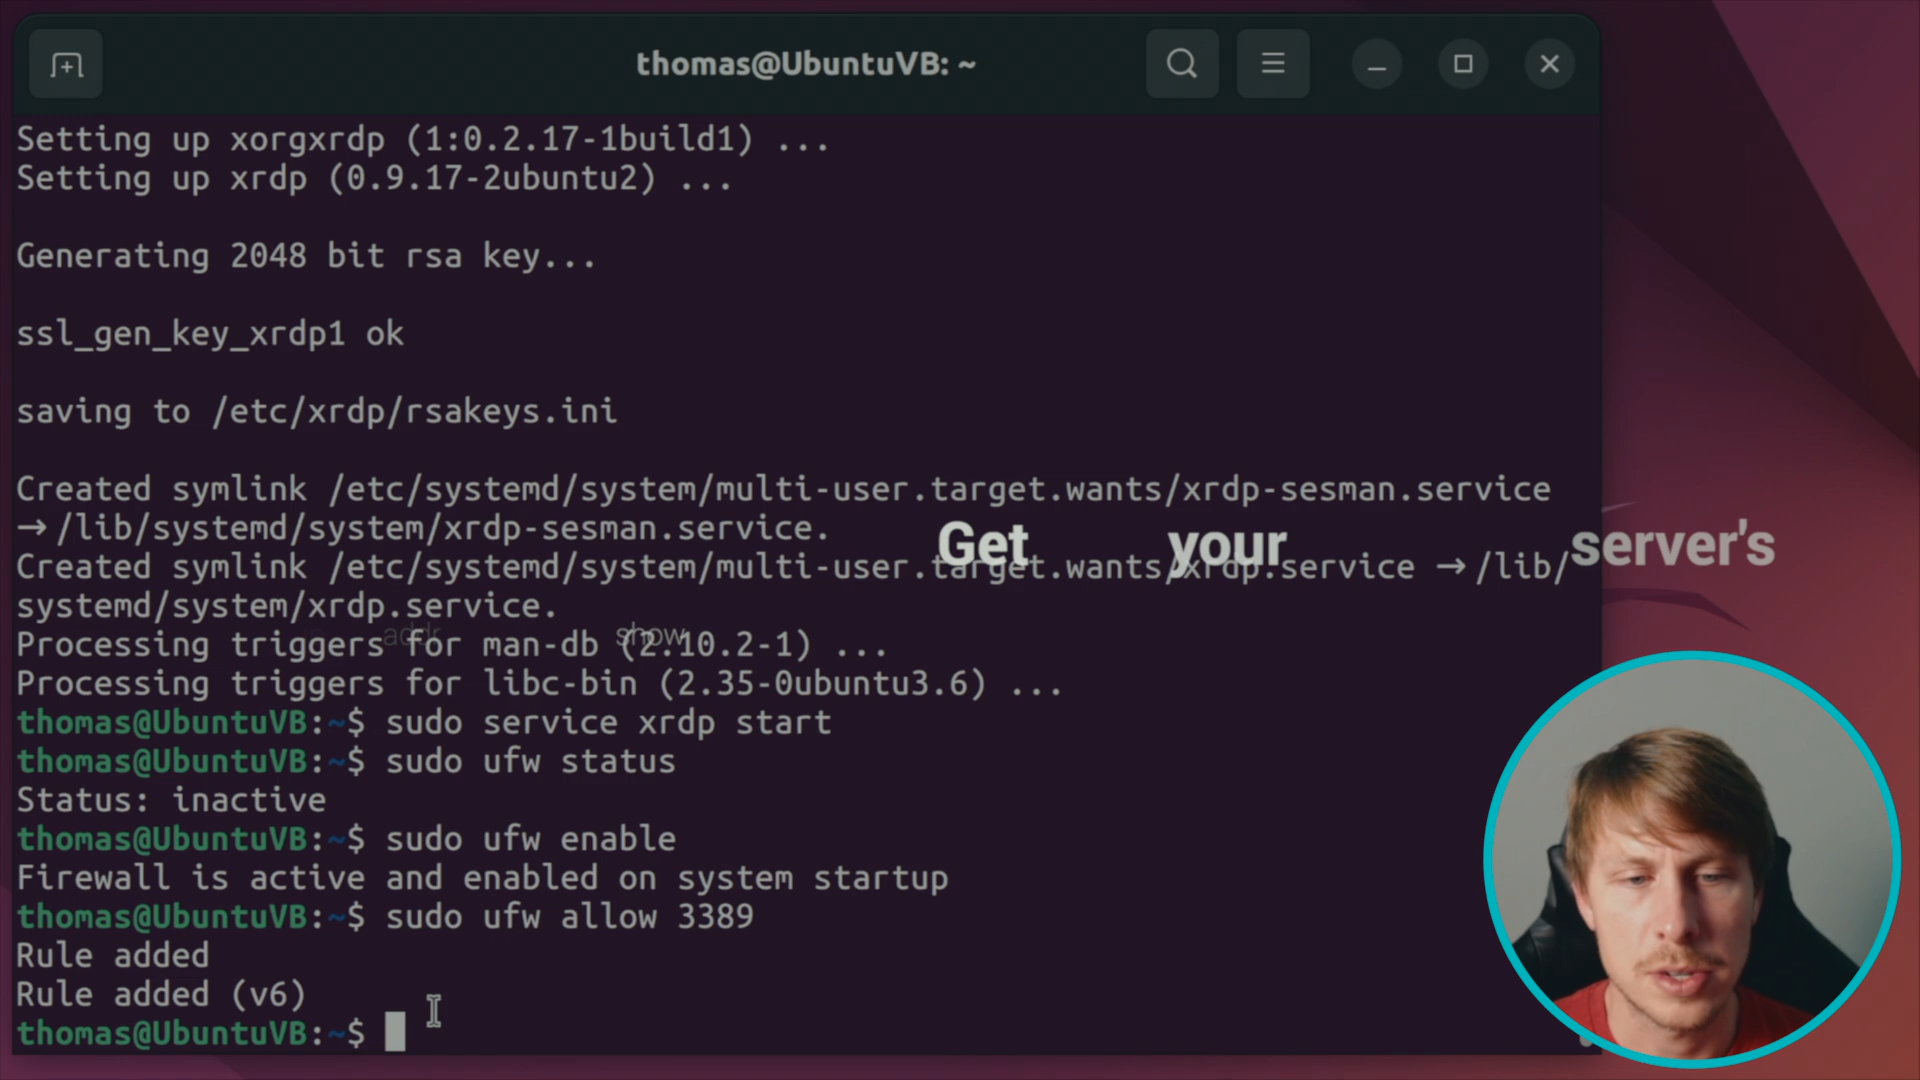 thomas@UbuntuVB: ~
Setting up xorgxrdp (1:0.2.17-1build1) ...
Setting up xrdp (0.9.17-2ubuntu2) ...
Generating 2048 bit rsa key...
ssl_gen_key_xrdp1 ok
saving to /etc/xrdp/rsakeys.ini
Created symlink /etc/systemd/system/multi-user.target.wants/xrdp-sesman.service
→ /lib/systemd/system/xrdp-sesman.service.
Get your server's
Created symlink /etc/systemd/system/multi-user.target.wants/xrdp.service → /lib/
systemd/system/xrdp.service.
addr show
Processing triggers for man-db (2.10.2-1) ...
Processing triggers for libc-bin (2.35-0ubuntu3.6) ...
thomas@UbuntuVB:~$ sudo service xrdp start
thomas@UbuntuVB:~$ sudo ufw status
Status: inactive
thomas@UbuntuVB:~$ sudo ufw enable
Firewall is active and enabled on system startup
thomas@UbuntuVB:~$ sudo ufw allow 3389
Rule added
Rule added (v6)
thomas@UbuntuVB:~$